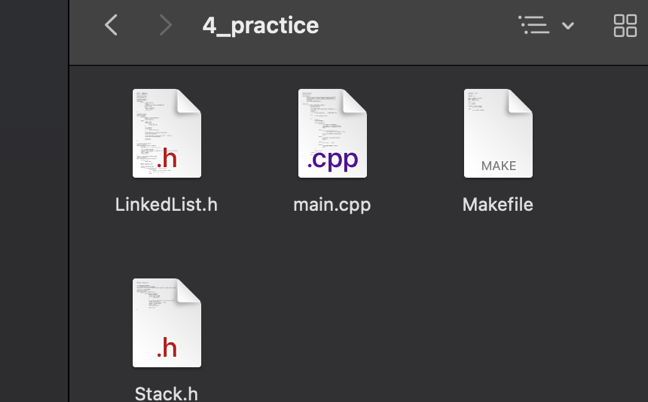 4_practice
.h
.cpp
MAKE
LinkedList.h
main.cpp
Makefile
.h
Stack.h